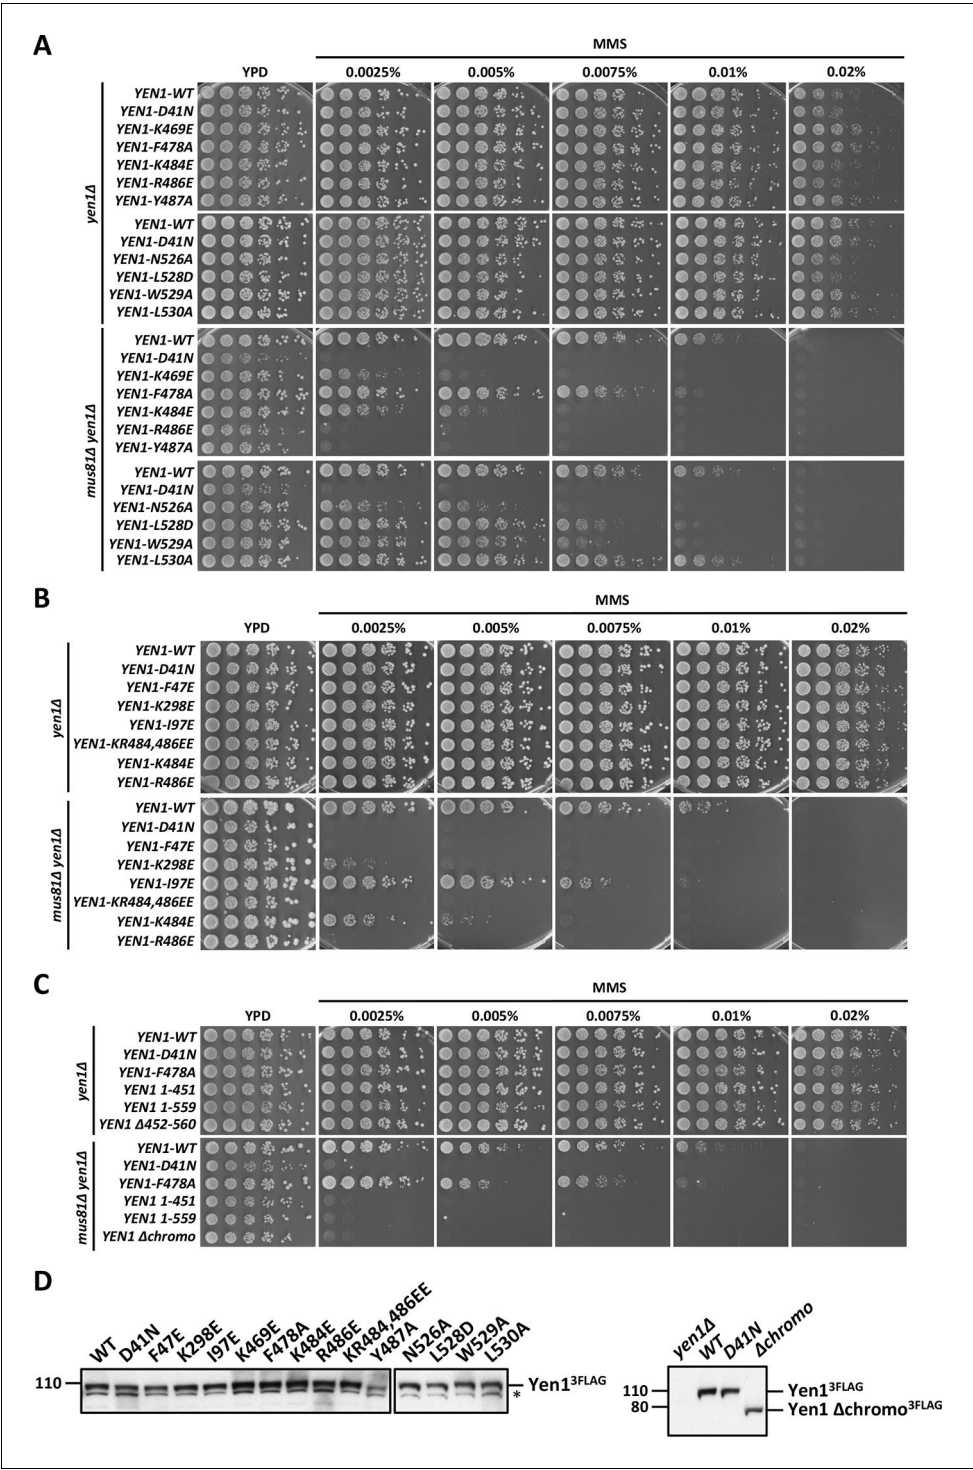 A
MMS
YPD 0.0025% 0.005% 0.0075% 0.01% 0.02%
yen1Δ
YEN1-WT
YEN1-D41N
YEN1-K469E
YEN1-F478A
YEN1-K484E
YEN1-R486E
YEN1-Y487A
YEN1-WT
YEN1-D41N
YEN1-N526A
YEN1-L528D
YEN1-W529A
YEN1-L530A
mus81Δ yen1Δ
YEN1-WT
YEN1-D41N
YEN1-K469E
YEN1-F478A
YEN1-K484E
YEN1-R486E
YEN1-Y487A
YEN1-WT
YEN1-D41N
YEN1-N526A
YEN1-L528D
YEN1-W529A
YEN1-L530A
B
MMS
YPD 0.0025% 0.005% 0.0075% 0.01% 0.02%
yen1Δ
YEN1-WT
YEN1-D41N
YEN1-F47E
YEN1-K298E
YEN1-I97E
YEN1-KR484,486EE
YEN1-K484E
YEN1-R486E
mus81Δ yen1Δ
YEN1-WT
YEN1-D41N
YEN1-F47E
YEN1-K298E
YEN1-I97E
YEN1-KR484,486EE
YEN1-K484E
YEN1-R486E
C
MMS
YPD 0.0025% 0.005% 0.0075% 0.01% 0.02%
yen1Δ
YEN1-WT
YEN1-D41N
YEN1-F478A
YEN1 1-451
YEN1 1-559
YEN1 Δ452-560
mus81Δ yen1Δ
YEN1-WT
YEN1-D41N
YEN1-F478A
YEN1 1-451
YEN1 1-559
YEN1 Δchromo
D
WT D41N F47E K298E I97E K469E F478A K484E R486E KR484,486EE Y487A N526A L528D W529A L530A
110
Yen13FLAG
*
yen1Δ WT D41N Δchromo
110
80
Yen13FLAG
Yen1 Δchromo3FLAG